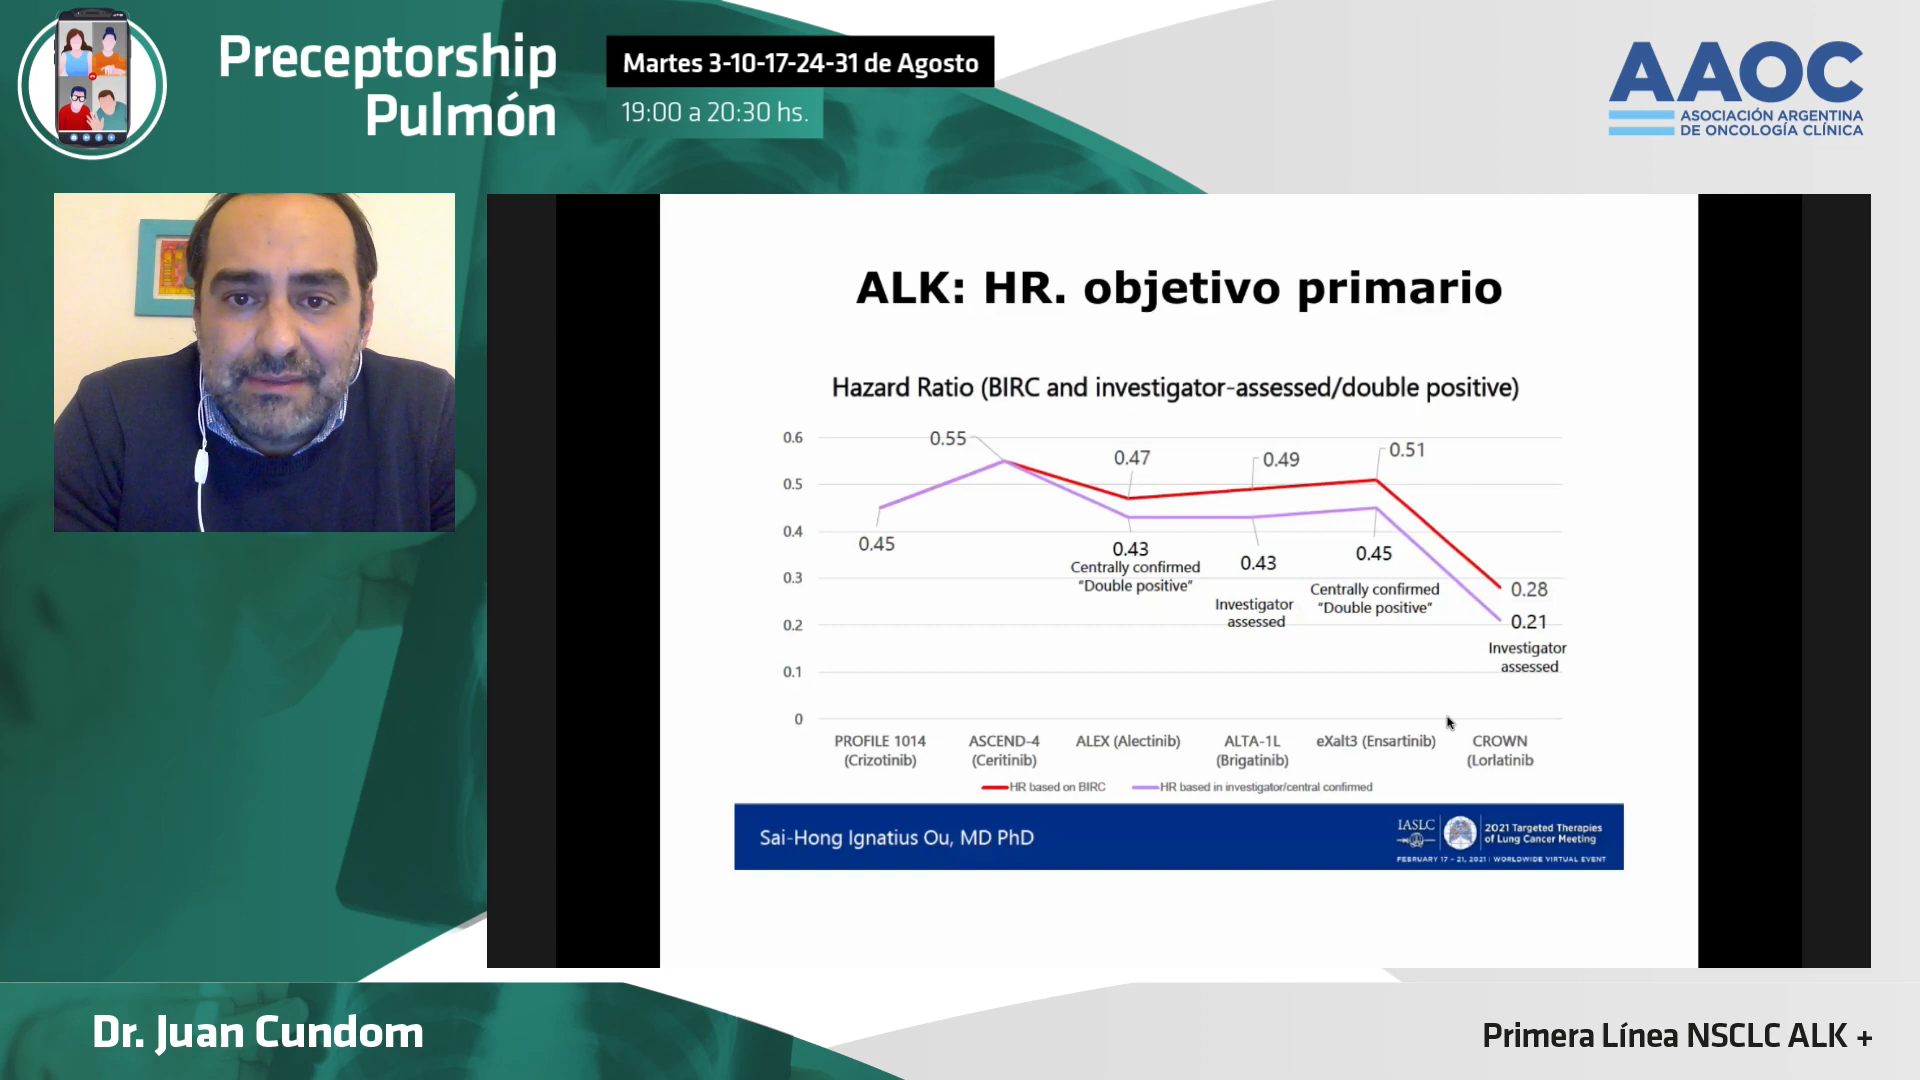 Preceptorship
Pulmón
Martes 3-10-17-24-31 de Agosto
19:00 a 20:30 hs.
AAOC
ASOCIACIÓN ARGENTINA
DE ONCOLOGÍA CLÍNICA
ALK: HR. objetivo primario
Hazard Ratio (BIRC and investigator-assessed/double positive)
0.6
0.5
0.4
0.3
0.2
0.1
0
0.55
0.47
0.49
0.51
0.45
0.43
Centrally confirmed
“Double positive”
0.43
Investigator
assessed
0.45
Centrally confirmed
“Double positive”
0.28
0.21
Investigator
assessed
PROFILE 1014
(Crizotinib)
ASCEND-4
(Ceritinib)
ALEX (Alectinib)
ALTA-1L
(Brigatinib)
eXalt3 (Ensartinib)
CROWN
(Lorlatinib
HR based on BIRC
HR based in investigator/central confirmed
Sai-Hong Ignatius Ou, MD PhD
IASLC
2021 Targeted Therapies
of Lung Cancer Meeting
FEBRUARY 17 - 21, 2021 | WORLDWIDE VIRTUAL EVENT
Dr. Juan Cundom
Primera Línea NSCLC ALK +